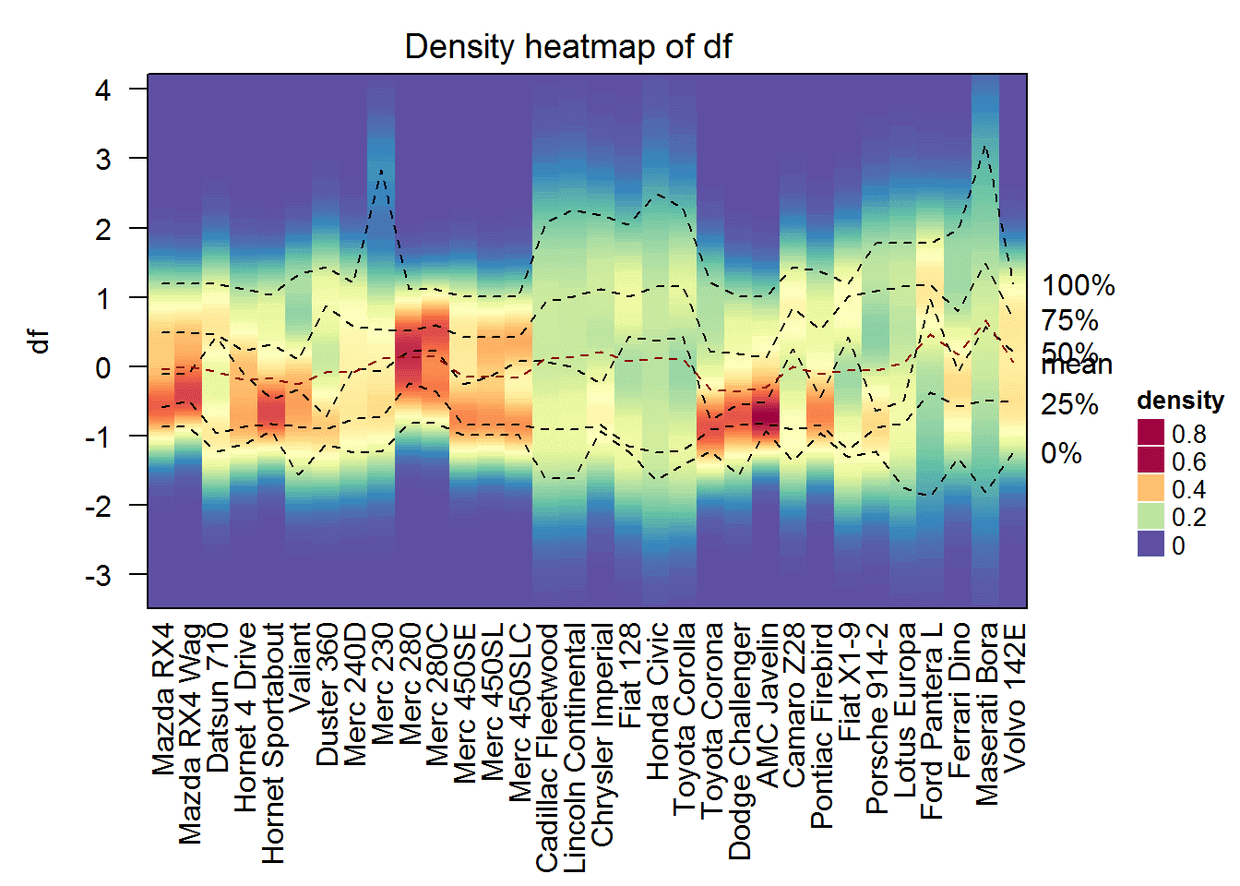 Density heatmap of df
df
4
3
2
1
0
-1
-2
-3
100%
75%
50%
mean
25%
0%
density
0.8
0.6
0.4
0.2
0
Mazda RX4
Mazda RX4 Wag
Datsun 710
Hornet 4 Drive
Hornet Sportabout
Valiant
Duster 360
Merc 240D
Merc 230
Merc 280
Merc 280C
Merc 450SE
Merc 450SL
Merc 450SLC
Cadillac Fleetwood
Lincoln Continental
Chrysler Imperial
Fiat 128
Honda Civic
Toyota Corolla
Toyota Corona
Dodge Challenger
AMC Javelin
Camaro Z28
Pontiac Firebird
Fiat X1-9
Porsche 914-2
Lotus Europa
Ford Pantera L
Ferrari Dino
Maserati Bora
Volvo 142E